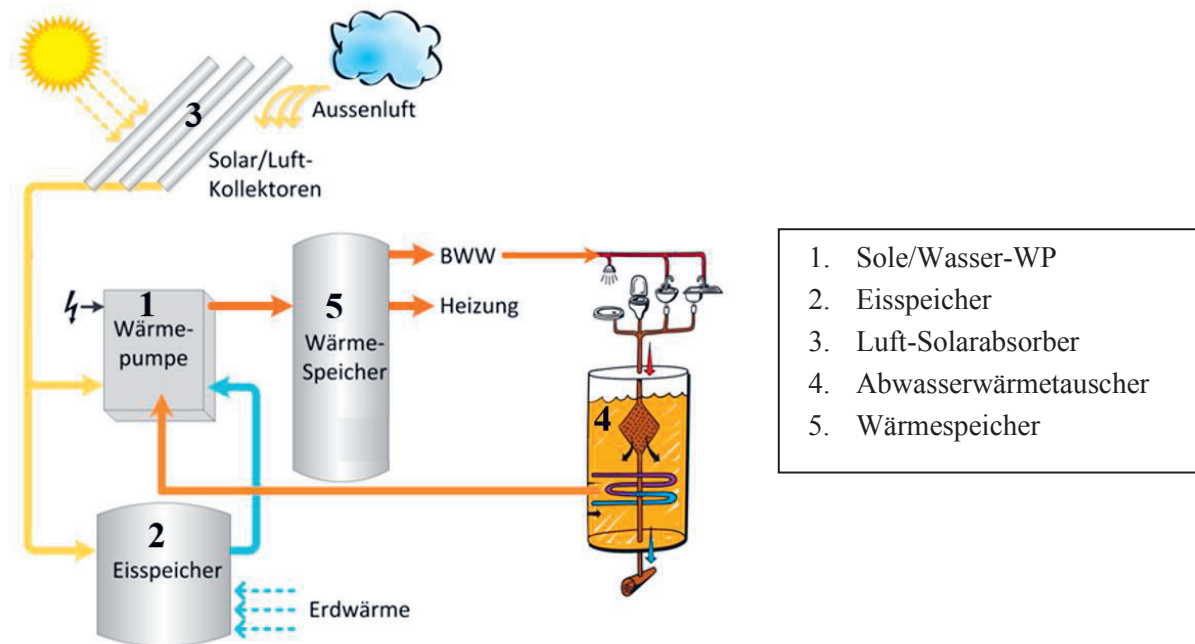 3
Aussenluft
Solar/Luft-
Kollektoren
1
Wärme-
pumpe
5
Wärme-
Speicher
BWW
Heizung
4
2
Eisspeicher
Erdwärme
1. Sole/Wasser-WP
2. Eisspeicher
3. Luft-Solarabsorber
4. Abwasserwärmetauscher
5. Wärmespeicher